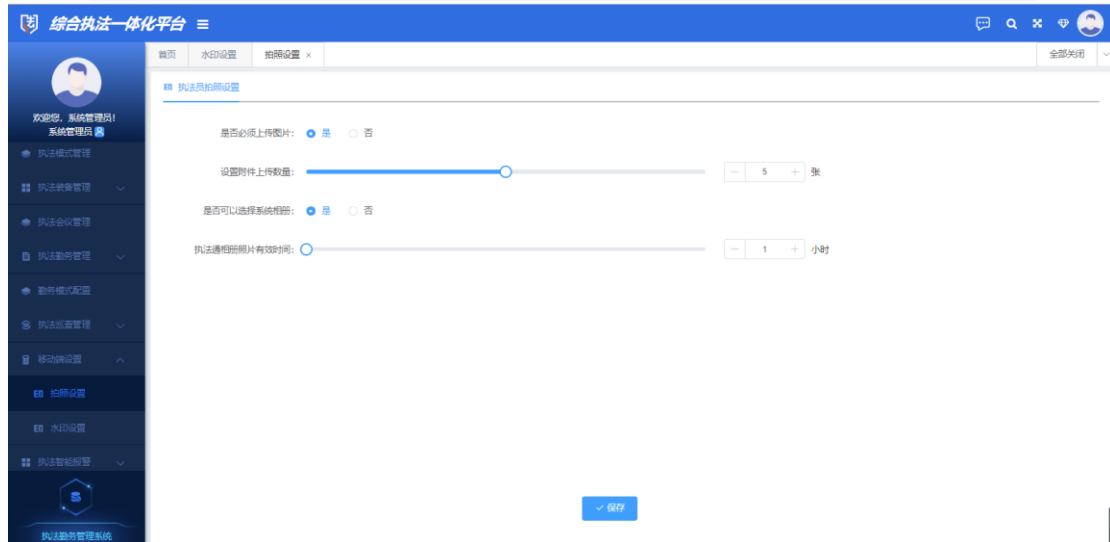 综合执法一体化平台
首页 水印设置 拍照设置 × 全部关闭
欢迎您，系统管理员!
系统管理员
执法模式管理
执法装备管理
执法会议管理
执法勤务管理
勤务模式配置
执法巡查管理
移动端设置
拍照设置
水印设置
执法智能报警
执法勤务管理系统
执法员拍照设置
是否必须上传图片： 是 否
设置附件上传数量： 5 张
是否可以选择系统相册： 是 否
执法通相册照片有效时间： 1 小时
保存